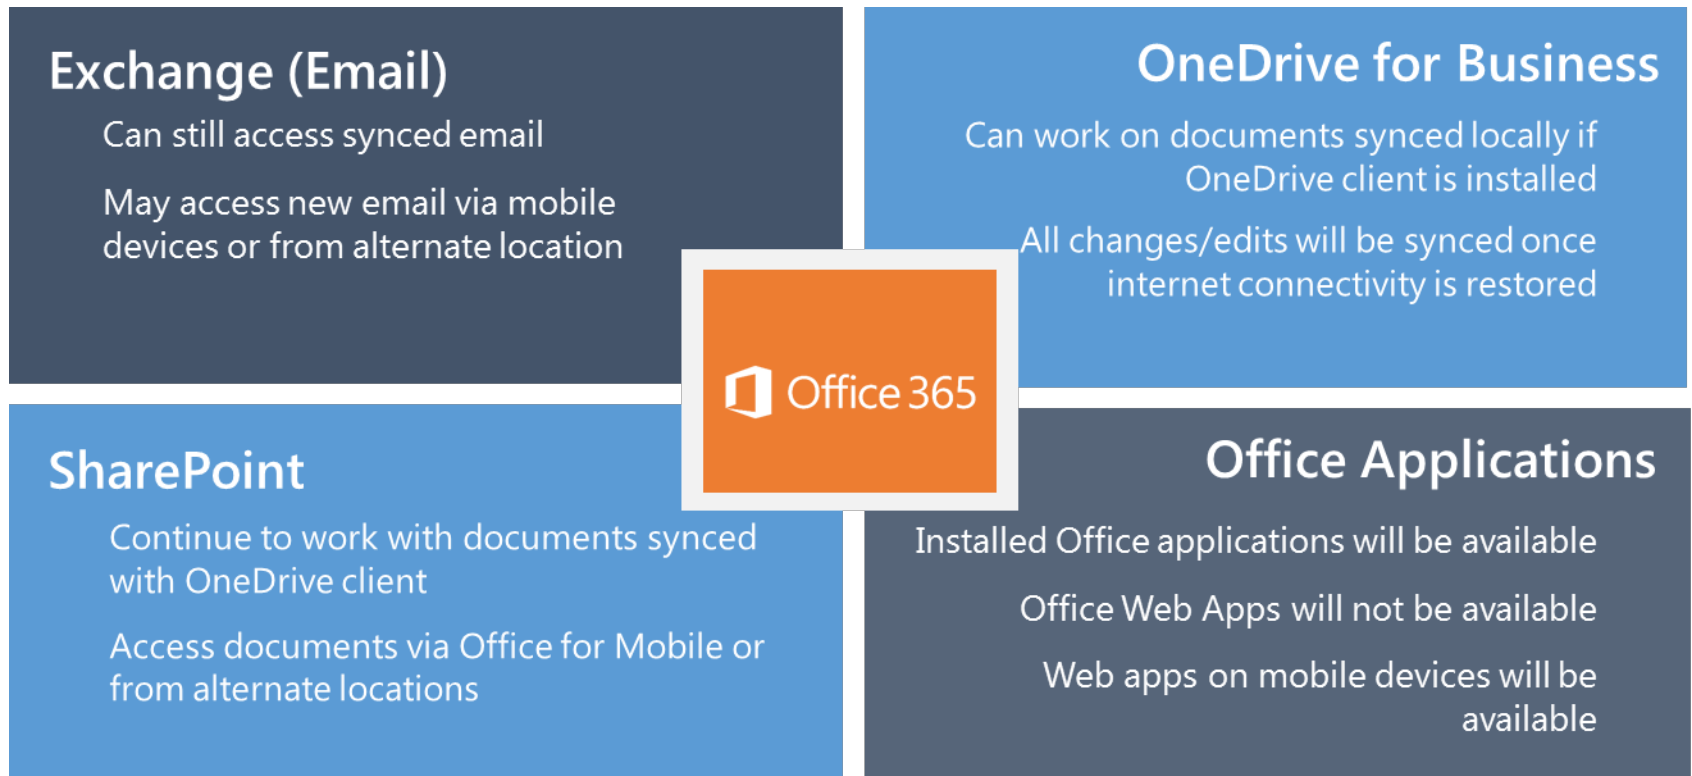 Exchange (Email)
Can still access synced email
May access new email via mobile
devices or from alternate location
OneDrive for Business
Can work on documents synced locally if
OneDrive client is installed
All changes/edits will be synced once
internet connectivity is restored
Office 365
SharePoint
Continue to work with documents synced
with OneDrive client
Access documents via Office for Mobile or
from alternate locations
Office Applications
Installed Office applications will be available
Office Web Apps will not be available
Web apps on mobile devices will be
available